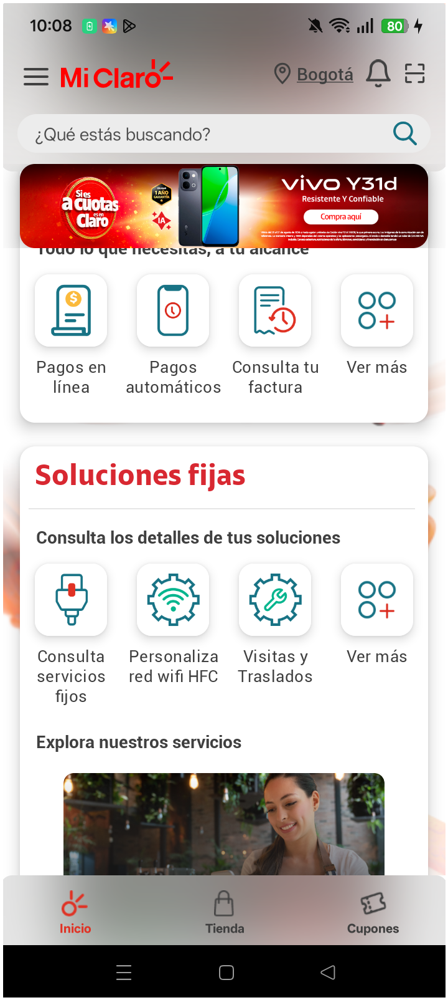 10:08
80
Mi Claro
Bogotá
¿Qué estás buscando?
Si es
a cuotas
es en
Claro
1 AÑO
GARANTÍA
IA
vivo Y31d
Resistente Y Confiable
Compra aquí
Todo lo que necesitas, a tu alcance
Pagos en
línea
Pagos
automáticos
Consulta tu
factura
Ver más
Soluciones fijas
Consulta los detalles de tus soluciones
Consulta
servicios
fijos
Personaliza
red wifi HFC
Visitas y
Traslados
Ver más
Explora nuestros servicios
Inicio
Tienda
Cupones